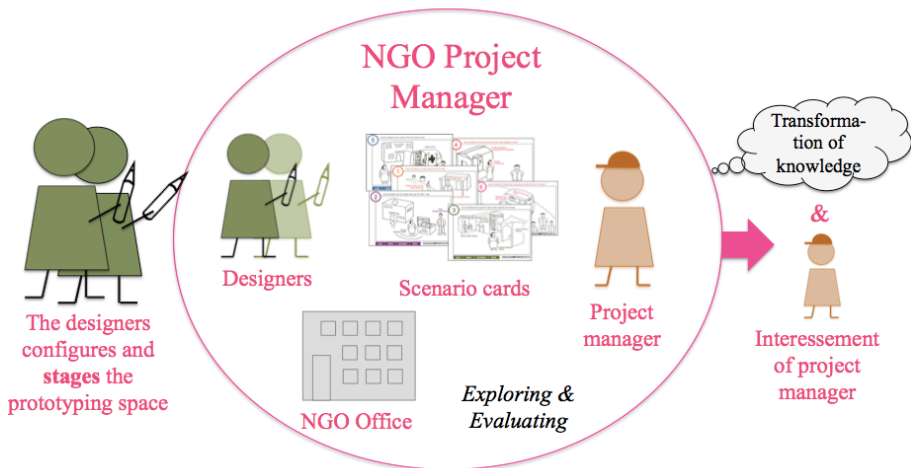 NGO Project
Manager
Designers
Scenario cards
Project
manager
NGO Office
Exploring &
Evaluating
The designers
configures and
stages the
prototyping space
Transforma-
tion of
knowledge
&
Interessement
of project
manager